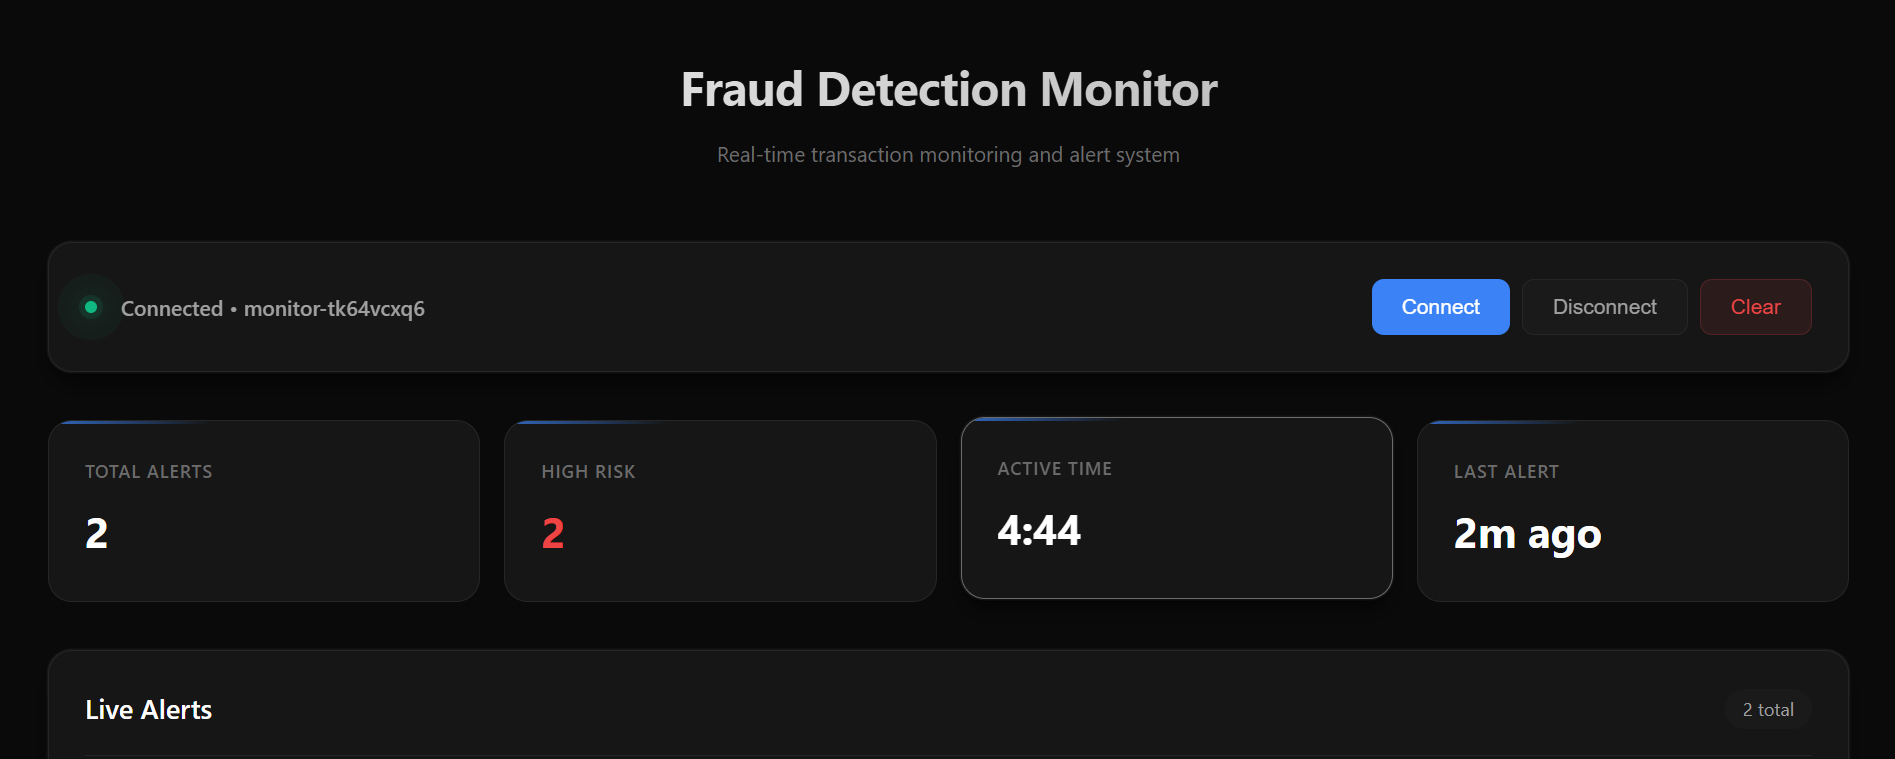 Fraud Detection Monitor
Real-time transaction monitoring and alert system
Connected • monitor-tk64vcxq6
Connect
Disconnect
Clear
TOTAL ALERTS
2
HIGH RISK
2
ACTIVE TIME
4:44
LAST ALERT
2m ago
Live Alerts
2 total